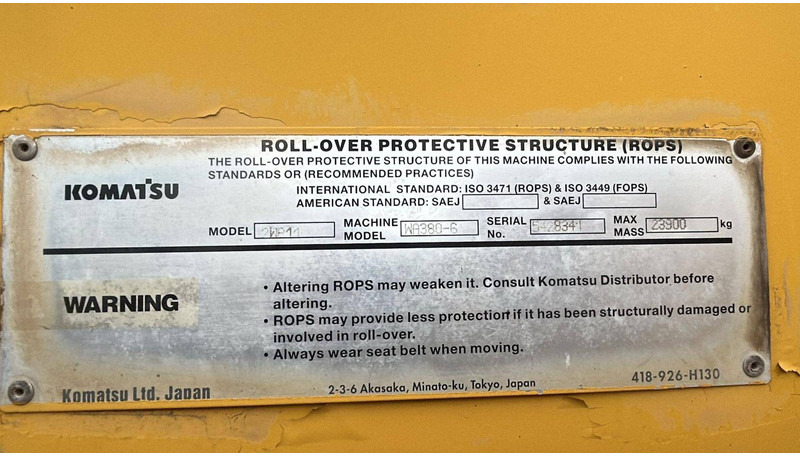 ROLL-OVER PROTECTIVE STRUCTURE (ROPS)
THE ROLL-OVER PROTECTIVE STRUCTURE OF THIS MACHINE COMPLIES WITH THE FOLLOWING
STANDARDS OR (RECOMMENDED PRACTICES)
KOMATSU
INTERNATIONAL STANDARD: ISO 3471 (ROPS) & ISO 3449 (FOPS)
AMERICAN STANDARD: SAEJ & SAEJ
MODEL MACHINE MODEL WA380-6 SERIAL No. MAX MASS 23900 kg
WARNING
• Altering ROPS may weaken it. Consult Komatsu Distributor before
altering.
• ROPS may provide less protection if it has been structurally damaged or
involved in roll-over.
• Always wear seat belt when moving.
Komatsu Ltd. Japan
2-3-6 Akasaka, Minato-ku, Tokyo, Japan
418-926-H130